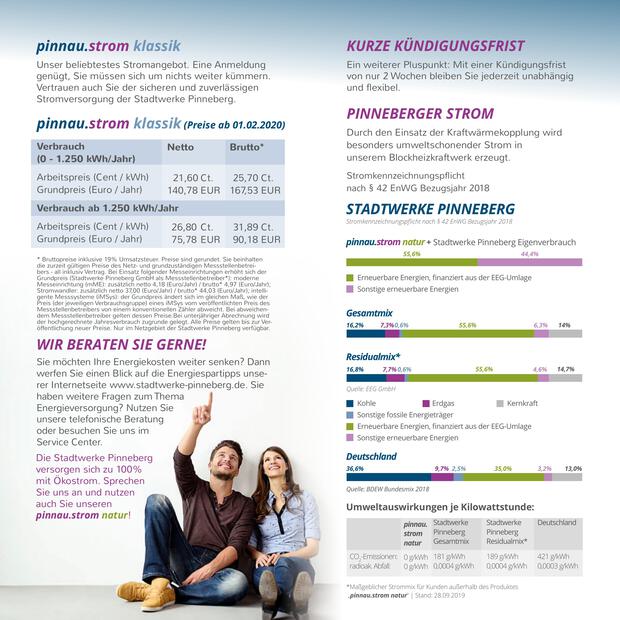 pinnau.strom klassik
Unser beliebtestes Stromangebot. Eine Anmeldung
genügt, Sie müssen sich um nichts weiter kümmern.
Vertrauen auch Sie der sicheren und zuverlässigen
Stromversorgung der Stadtwerke Pinneberg.
pinnau.strom klassik (Preise ab 01.02.2020)
Verbrauch Netto Brutto*
(0 - 1.250 kWh/Jahr)
Arbeitspreis (Cent / kWh) 21,60 Ct. 25,70 Ct.
Grundpreis (Euro / Jahr) 140,78 EUR 167,53 EUR
Verbrauch ab 1.250 kWh/Jahr
Arbeitspreis (Cent / kWh) 26,80 Ct. 31,89 Ct.
Grundpreis (Euro / Jahr) 75,78 EUR 90,18 EUR
* Bruttopreise inklusive 19% Umsatzsteuer. Preise sind gerundet. Sie beinhalten
die zurzeit gültigen Preise des Netz- und grundzuständigen Messstellenbetrei-
bers - all inklusive Vertrag. Bei Einsatz folgender Messeinrichtungen erhöht sich der
Grundpreis (Stadtwerke Pinneberg GmbH als Messstellenbetreiber*): moderne
Messeinrichtung (mME): zusätzlich netto 4,18 (Euro/Jahr) / brutto* 4,97 (Euro/Jahr).
Stromwandler: zusätzlich netto 37,00 (Euro/Jahr) / brutto* 44,03 (Euro/Jahr), intelli-
gente Messsysteme (iMSys): der Grundpreis ändert sich im gleichen Maß, wie der
Preis (der jeweiligen Verbrauchsgruppe) eines iMSys vom veröffentlichten Preis des
Messstellenbetreibers von einem konventionellen Zähler abweicht. Bei abweichen-
dem Messstellenbetreiber gelten dessen Preise.Bei unterjähriger Abrechnung wird
der hochgerechnete Jahresverbrauch zugrunde gelegt. Alle Preise gelten bis zur Ver-
öffentlichung neuer Preise. Nur im Netzgebiet der Stadtwerke Pinneberg verfügbar.
WIR BERATEN SIE GERNE!
Sie möchten Ihre Energiekosten weiter senken? Dann
werfen Sie einen Blick auf die Energiespartipps unse-
rer Internetseite www.stadtwerke-pinneberg.de. Sie
haben weitere Fragen zum Thema
Energieversorgung? Nutzen Sie
unsere telefonische Beratung
oder besuchen Sie uns im
Service Center.
Die Stadtwerke Pinneberg
versorgen sich zu 100%
mit Ökostrom. Sprechen
Sie uns an und nutzen
auch Sie unseren
pinnau.strom natur!
KURZE KÜNDIGUNGSFRIST
Ein weiterer Pluspunkt: Mit einer Kündigungsfrist
von nur 2 Wochen bleiben Sie jederzeit unabhängig
und flexibel.
PINNEBERGER STROM
Durch den Einsatz der Kraftwärmekopplung wird
besonders umweltschonender Strom in
unserem Blockheizkraftwerk erzeugt.
Stromkennzeichnungspflicht
nach § 42 EnWG Bezugsjahr 2018
STADTWERKE PINNEBERG
Stromkennzeichnungspflicht nach § 42 EnWG Bezugsjahr 2018
pinnau.strom natur + Stadtwerke Pinneberg Eigenverbrauch
55,6% 44,4%
Erneuerbare Energien, finanziert aus der EEG-Umlage
Sonstige erneuerbare Energien
Gesamtmix
16,2% 7,3% 0,6% 55,6% 6,3% 14%
Residualmix*
16,8% 7,7% 0,6% 55,6% 4,6% 14,7%
Quelle: EEG GmbH
Kohle Erdgas Kernkraft
Sonstige fossile Energieträger
Erneuerbare Energien, finanziert aus der EEG-Umlage
Sonstige erneuerbare Energien
Deutschland
36,6% 9,7% 2,5% 35,0% 3,2% 13,0%
Quelle: BDEW Bundesmix 2018
Umweltauswirkungen je Kilowattstunde:
pinnau. Stadtwerke Stadtwerke Deutschland
strom Pinneberg Pinneberg
natur Gesamtmix Residualmix*
CO₂-Emissionen: 0 g/kWh 181 g/kWh 189 g/kWh 421 g/kWh
radioak. Abfall: 0 g/kWh 0,0004 g/kWh 0,0004 g/kWh 0,0003 g/kWh
*Maßgeblicher Strommix für Kunden außerhalb des Produktes
'pinnau.strom natur' | Stand: 28.09.2019